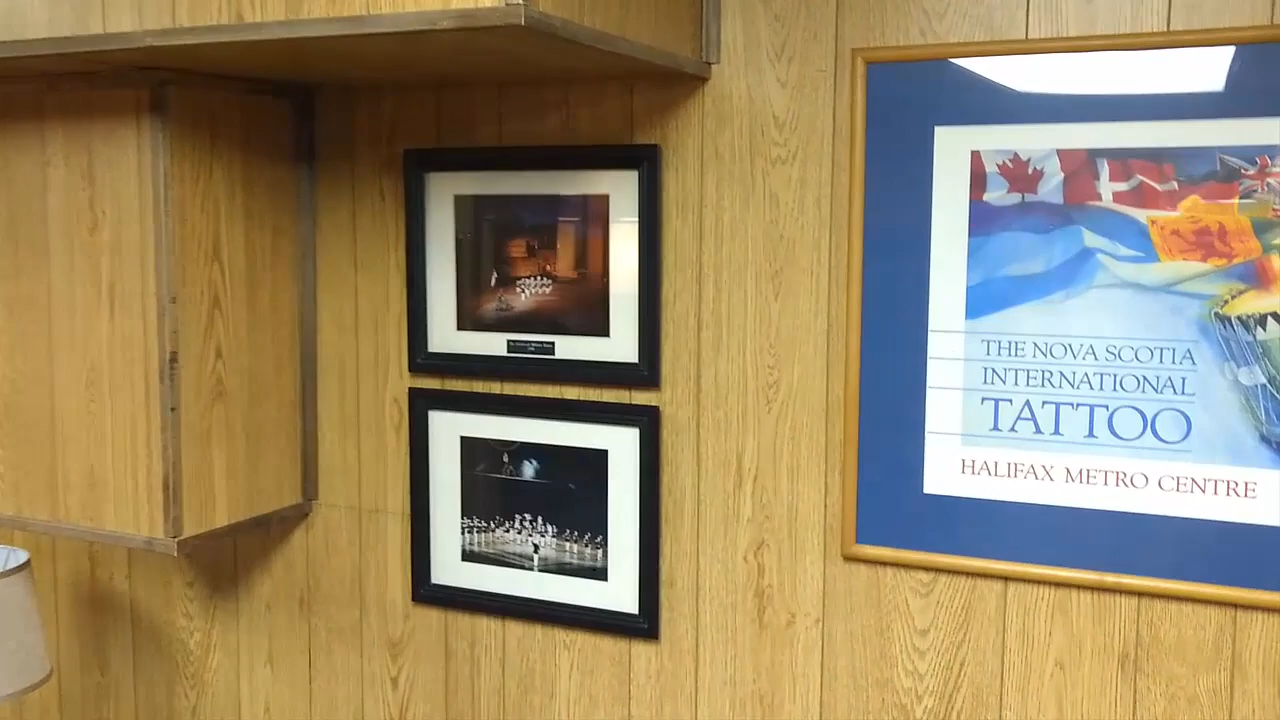 THE NOVA SCOTIA
INTERNATIONAL
TATTOO
HALIFAX METRO CENTRE